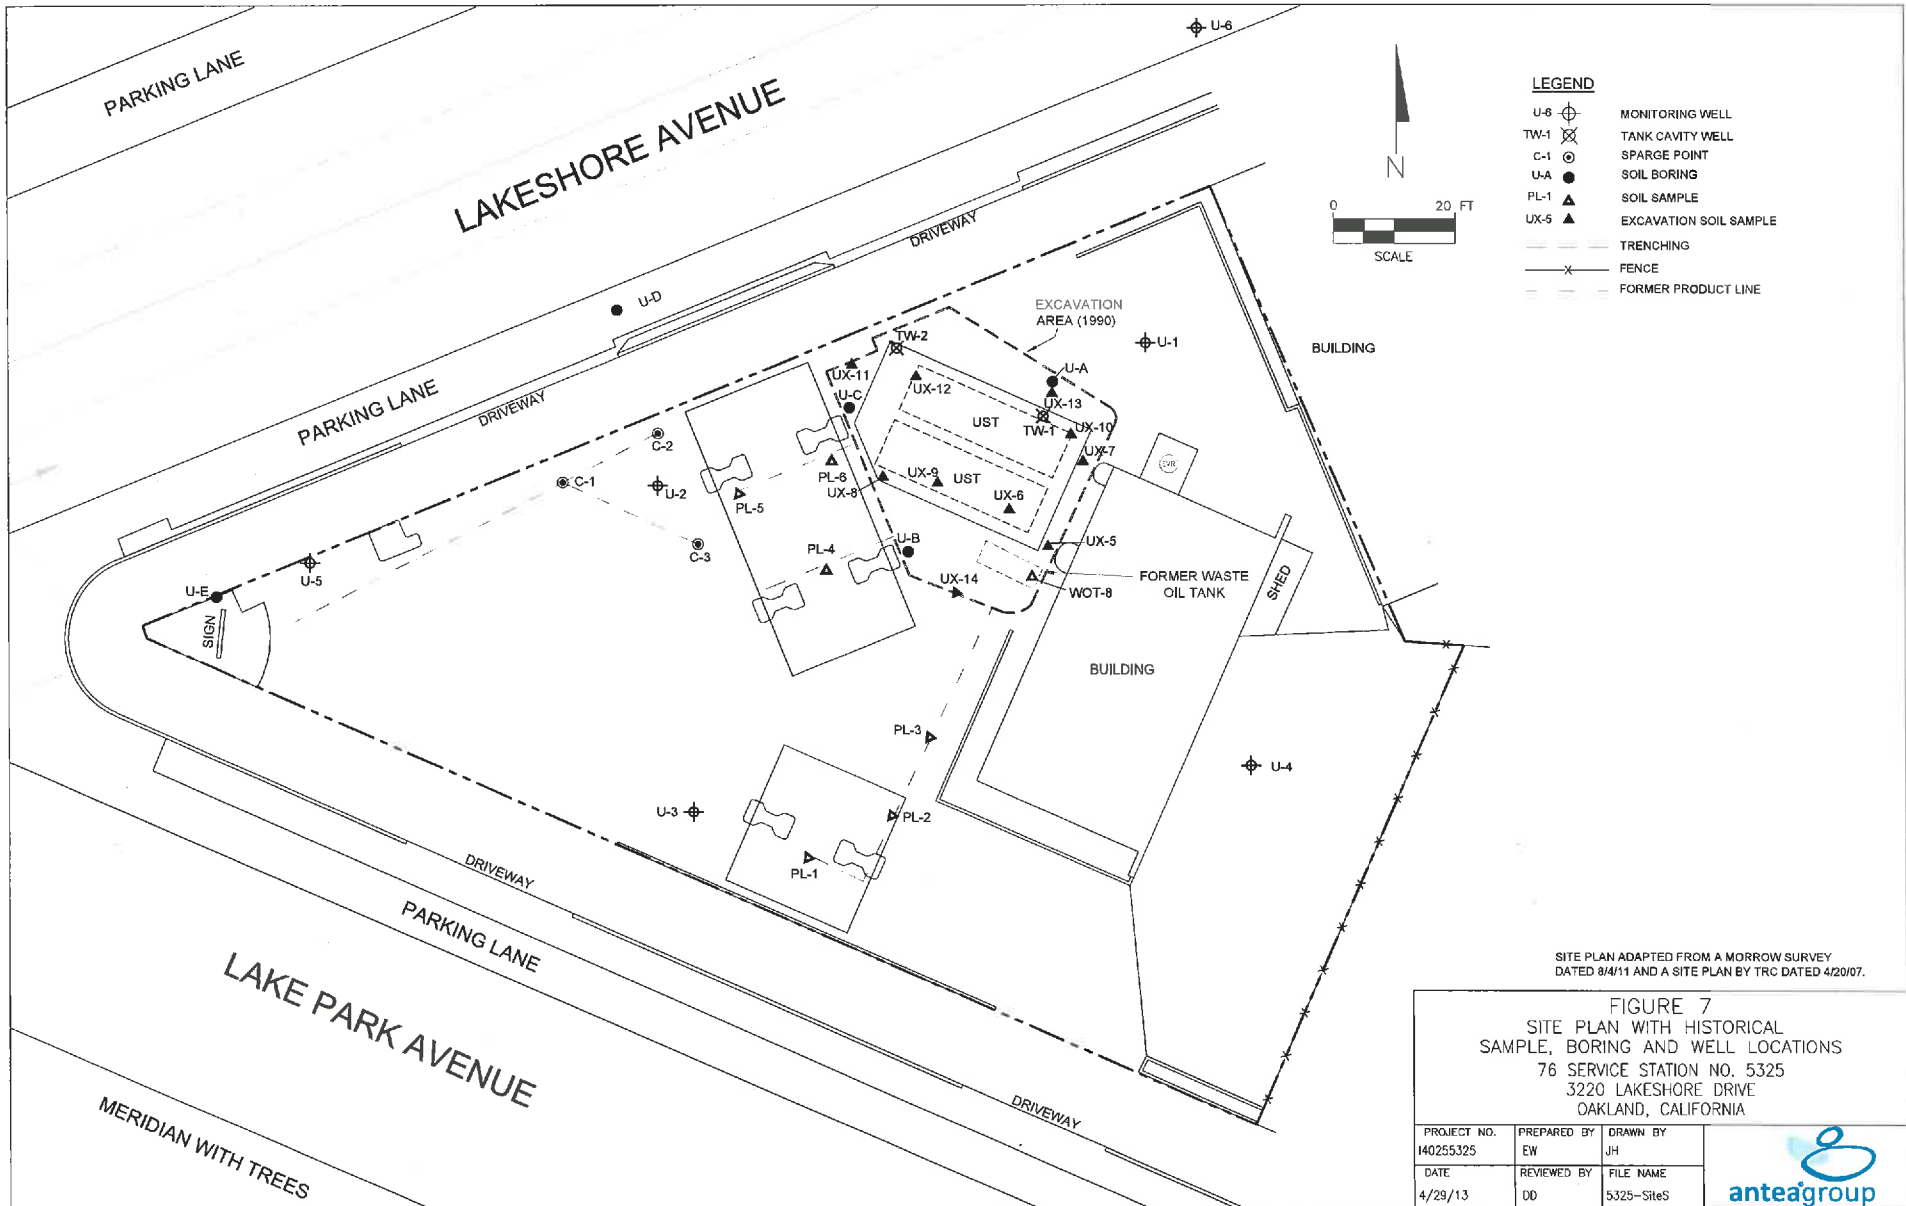 PARKING LANE
LAKESHORE AVENUE
U-6
N
0 20 FT
SCALE
LEGEND
U-6 MONITORING WELL
TW-1 TANK CAVITY WELL
C-1 SPARGE POINT
U-A SOIL BORING
PL-1 SOIL SAMPLE
UX-5 EXCAVATION SOIL SAMPLE
TRENCHING
FENCE
FORMER PRODUCT LINE
DRIVEWAY
U-D
EXCAVATION
AREA (1990)
U-1
BUILDING
TW-2
UX-11
U-A
UX-12
U-C
UX-13
PARKING LANE
DRIVEWAY
UST
TW-1
UX-10
C-2
UX-7
EVR
PL-6
UX-9
UST
C-1
U-2
UX-8
UX-6
PL-5
U-B
UX-5
PL-4
C-3
U-5
UX-14
FORMER WASTE
OIL TANK
WOT-8
SHED
U-E
SIGN
BUILDING
PL-3
U-4
U-3
PL-2
PL-1
DRIVEWAY
PARKING LANE
LAKE PARK AVENUE
DRIVEWAY
MERIDIAN WITH TREES
SITE PLAN ADAPTED FROM A MORROW SURVEY
DATED 8/4/11 AND A SITE PLAN BY TRC DATED 4/20/07.
FIGURE 7
SITE PLAN WITH HISTORICAL
SAMPLE, BORING AND WELL LOCATIONS
76 SERVICE STATION NO. 5325
3220 LAKESHORE DRIVE
OAKLAND, CALIFORNIA
PROJECT NO. PREPARED BY DRAWN BY
I40255325 EW JH
DATE REVIEWED BY FILE NAME
4/29/13 DD 5325-SiteS
anteagroup